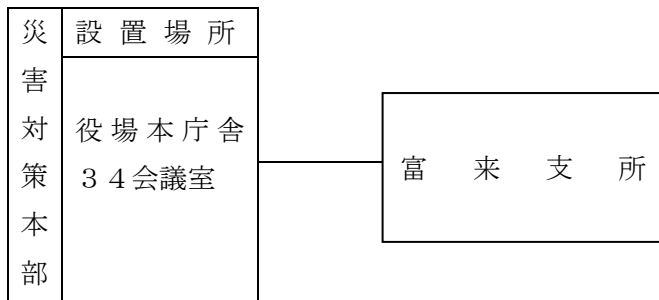 災害対策本部
設置場所
役場本庁舎
３４会議室
富来支所